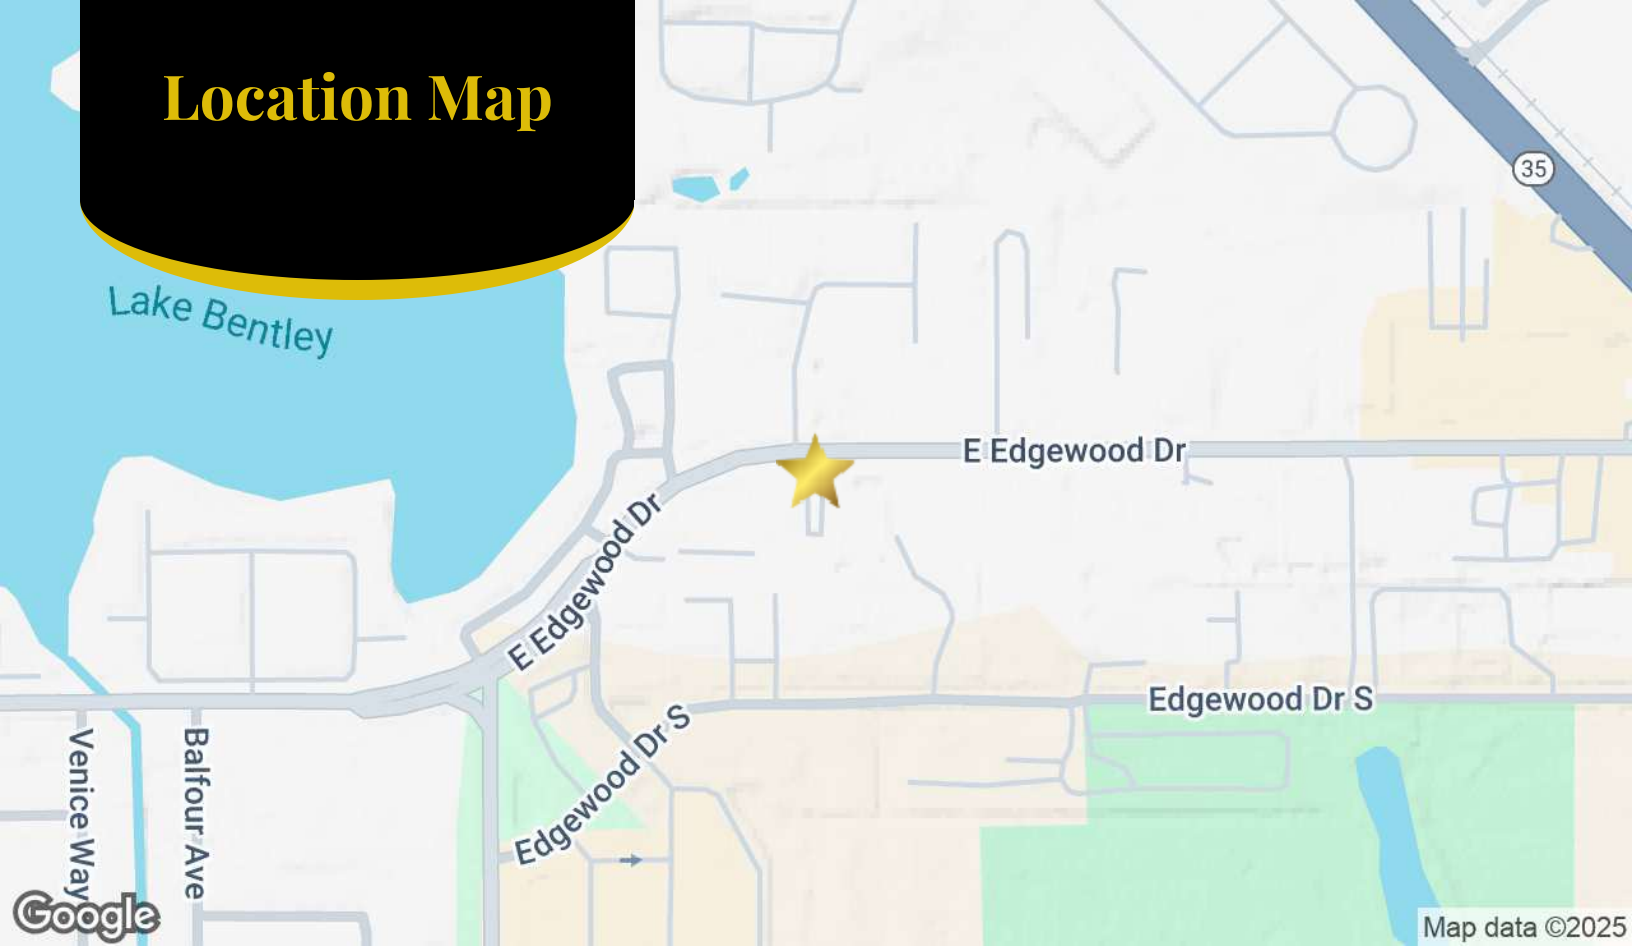 Location Map
35
Lake Bentley
E Edgewood Dr
E Edgewood Dr
Edgewood Dr S
Edgewood Dr S
Venice Way
Balfour Ave
Google
Map data ©2025